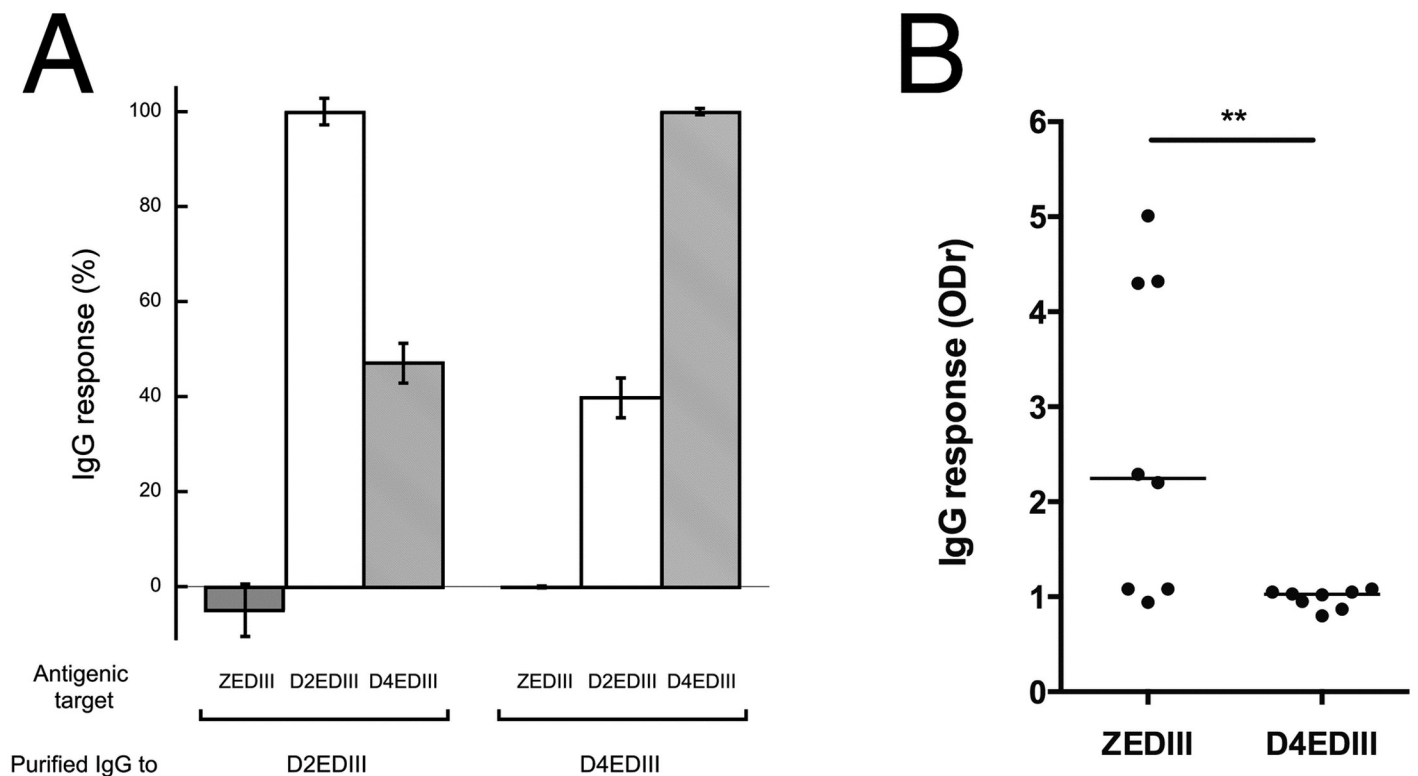 A
IgG response (%)
100
80
60
40
20
0
Antigenic
target
ZEDIII D2EDIII D4EDIII
ZEDIII D2EDIII D4EDIII
Purified IgG to
D2EDIII
D4EDIII
B
IgG response (ODr)
6
5
4
3
2
1
0
**
ZEDIII
D4EDIII